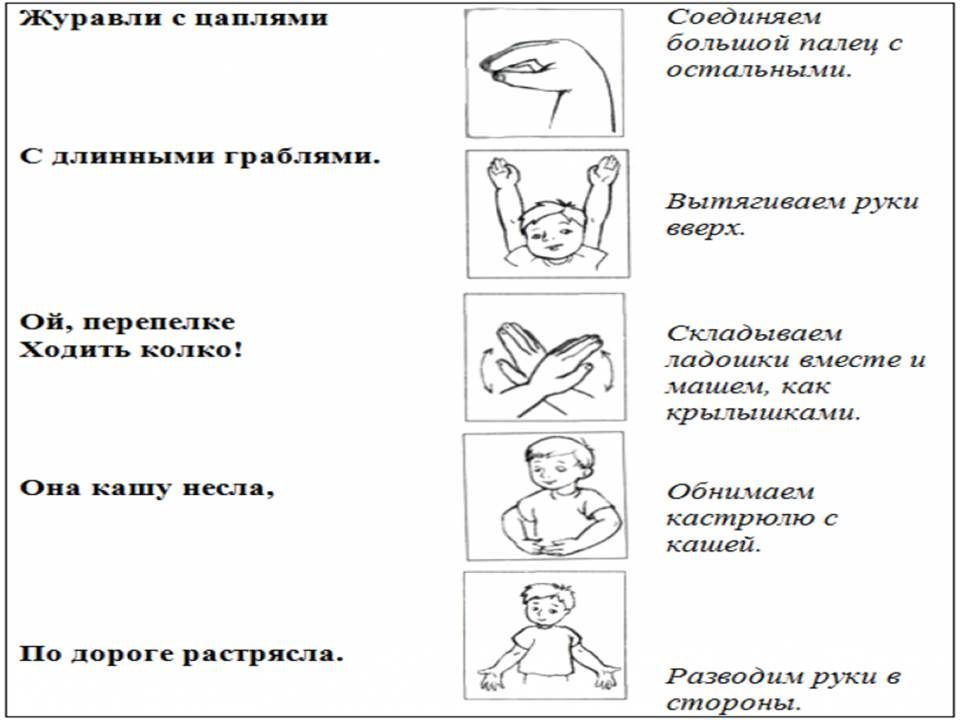 Журавли с цаплями
Соединяем
большой палец с
остальными.
С длинными граблями.
Вытягиваем руки
вверх.
Ой, перепелке
Ходить колко!
Складываем
ладошки вместе и
машем, как
крылышками.
Она кашу несла,
Обнимаем
кастрюлю с
кашей.
По дороге растрясла.
Разводим руки в
стороны.